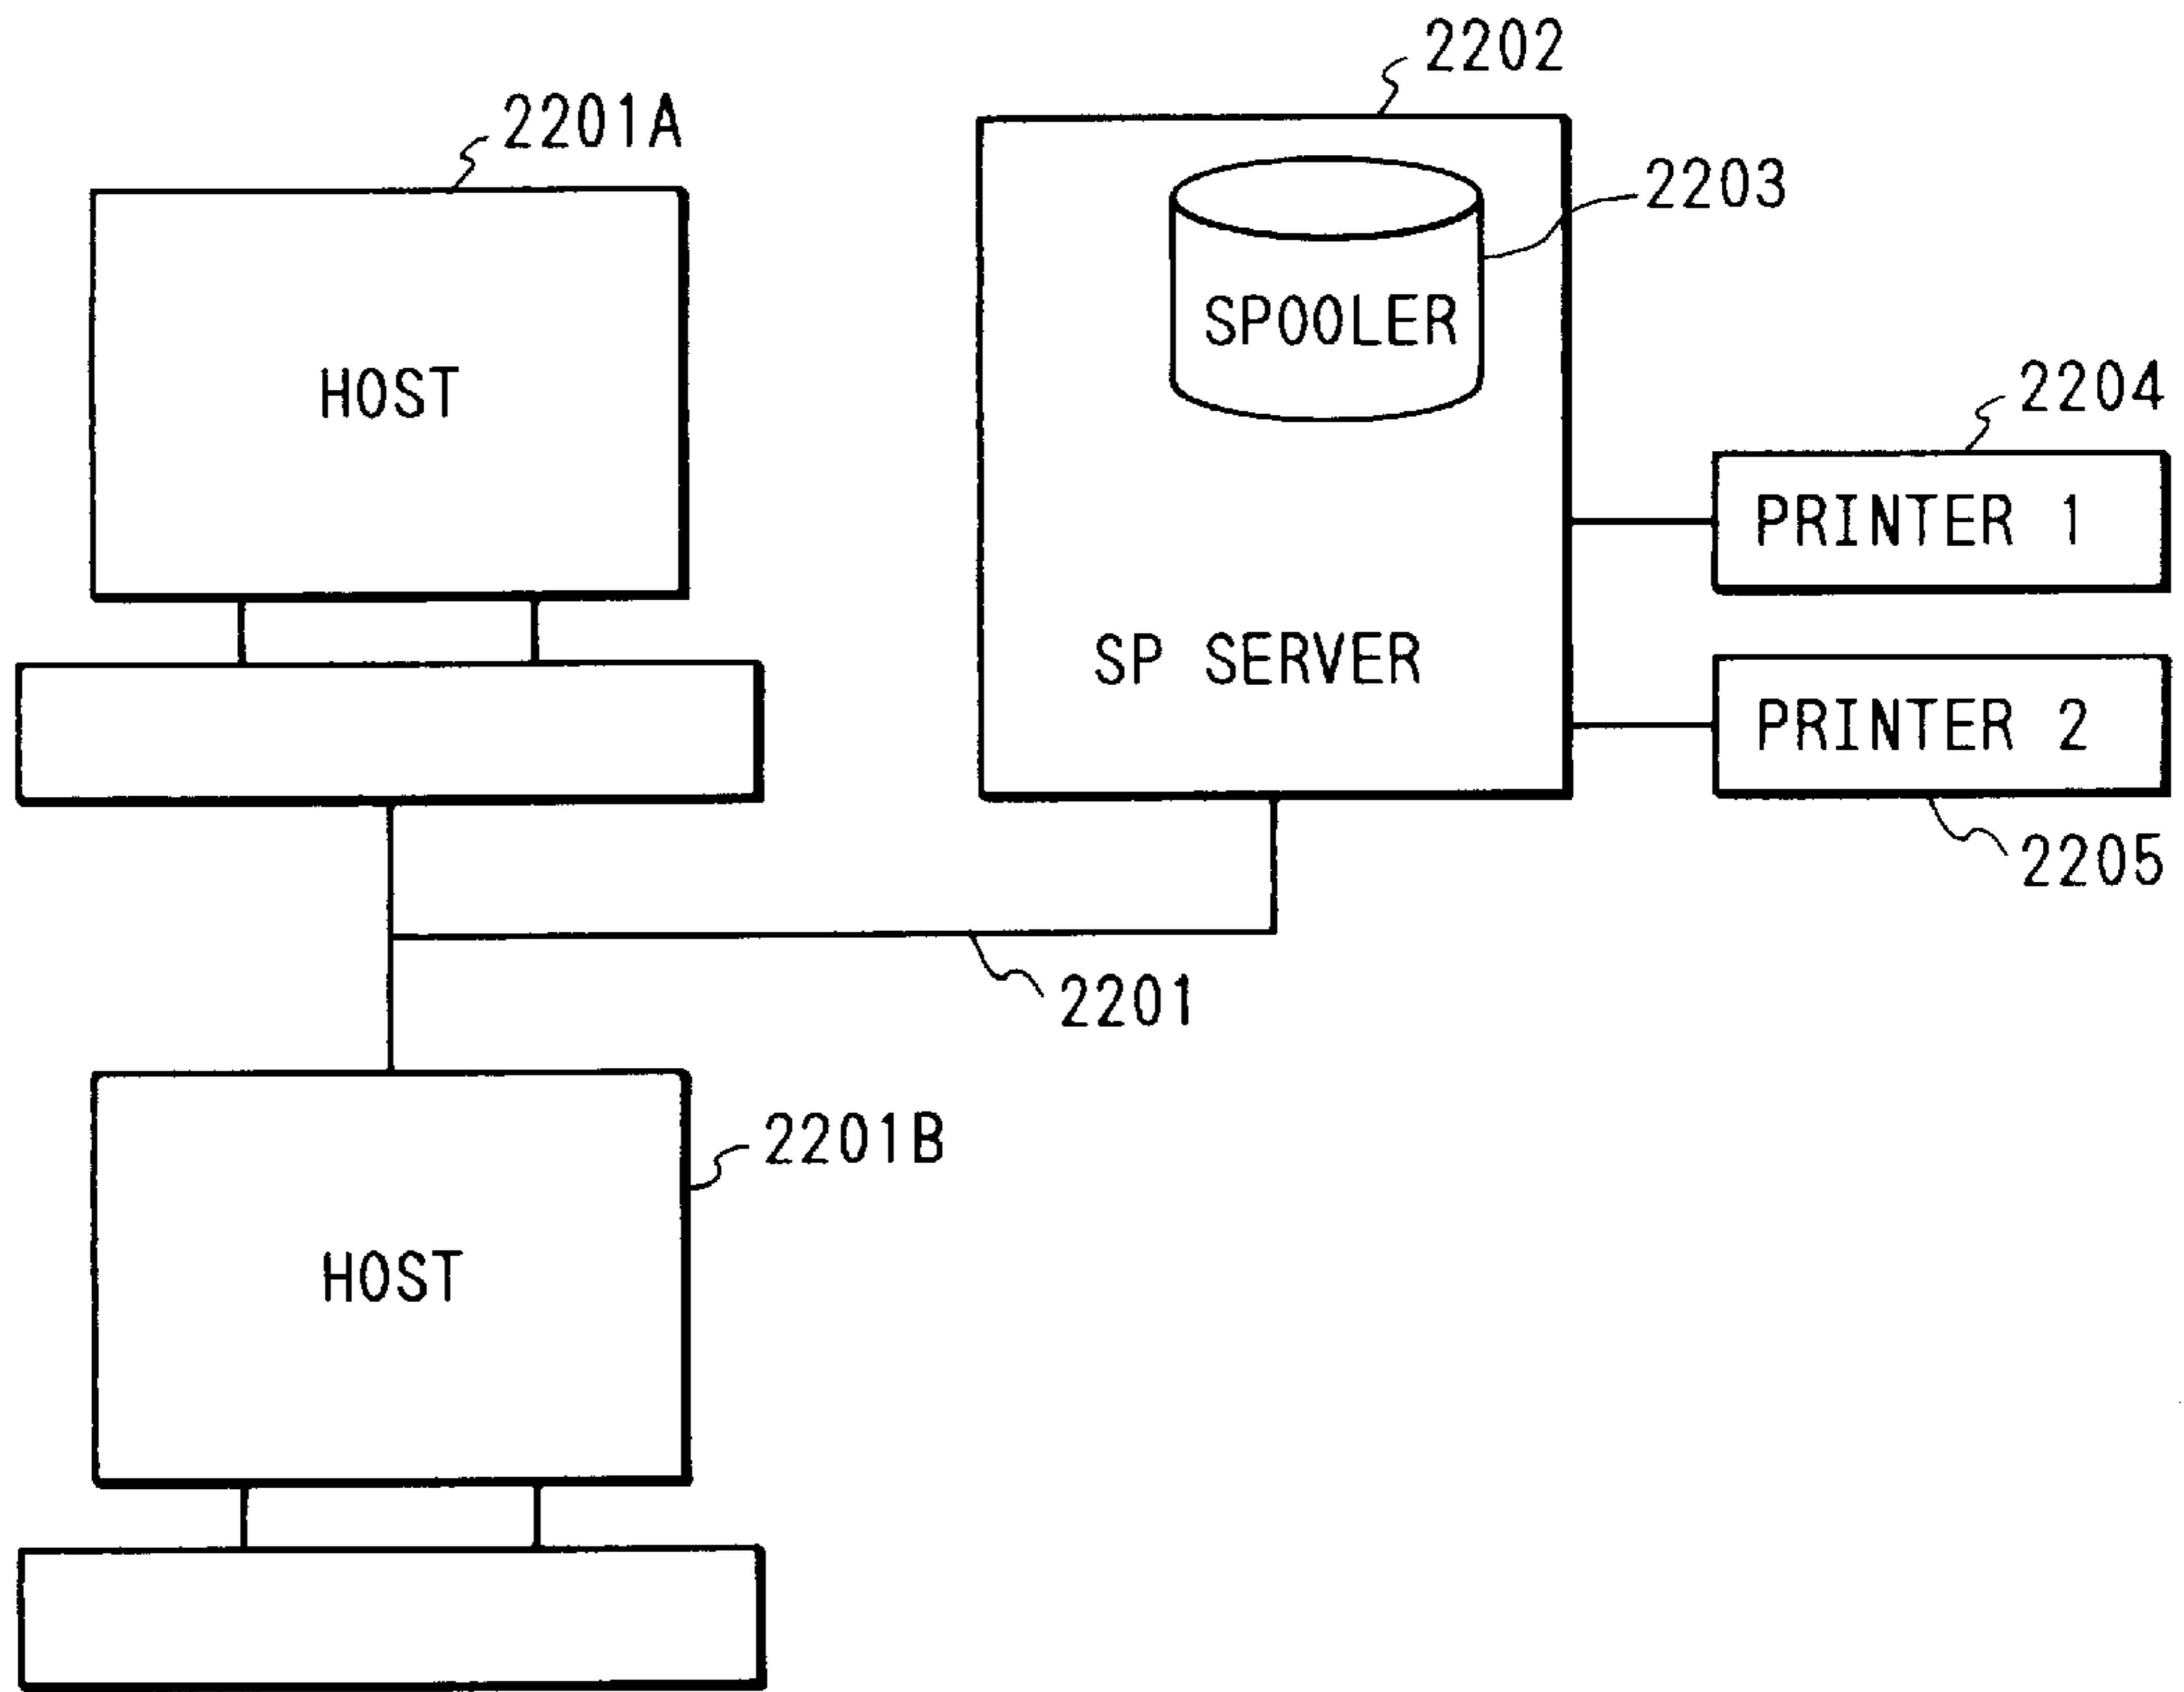 2202
2201A
2203
SPOOLER
HOST
2204
PRINTER 1
SP SERVER
PRINTER 2
2205
2201
2201B
HOST